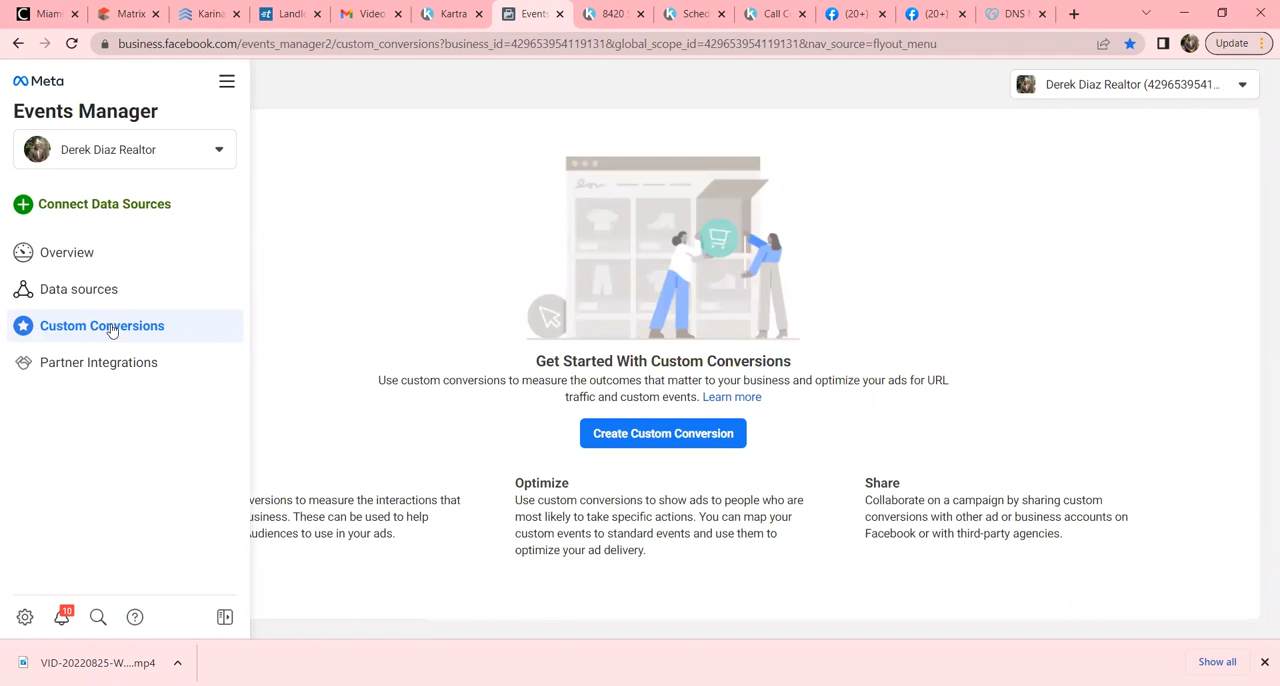 Miami
Matrix
Karina
Landl
Video
Kartra
Events
8420
Sched
Call C
(20+)
(20+)
DNS
business.facebook.com/events_manager2/custom_conversions?business_id=429653954119131&global_scope_id=429653954119131&nav_source=flyout_menu
Update
Meta
Events Manager
Derek Diaz Realtor
Derek Diaz Realtor (4296539541...
Connect Data Sources
Overview
Data sources
Custom Conversions
Partner Integrations
Get Started With Custom Conversions
Use custom conversions to measure the outcomes that matter to your business and optimize your ads for URL
traffic and custom events. Learn more
Create Custom Conversion
versions to measure the interactions that
usiness. These can be used to help
udiences to use in your ads.
Optimize
Use custom conversions to show ads to people who are
most likely to take specific actions. You can map your
custom events to standard events and use them to
optimize your ad delivery.
Share
Collaborate on a campaign by sharing custom
conversions with other ad or business accounts on
Facebook or with third-party agencies.
10
VID-20220825-W....mp4
Show all